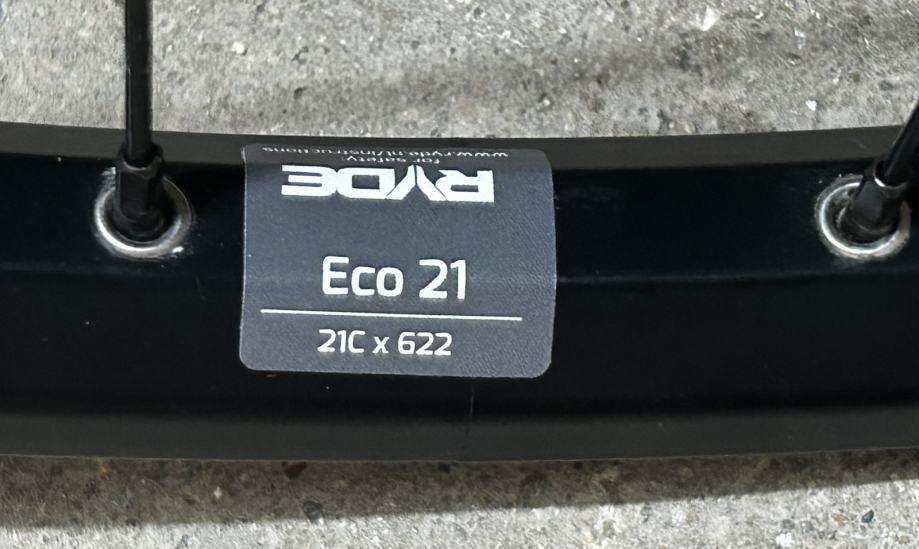 www.ryde.nl/instructions
for safety:
RYDE
Eco 21
21C x 622